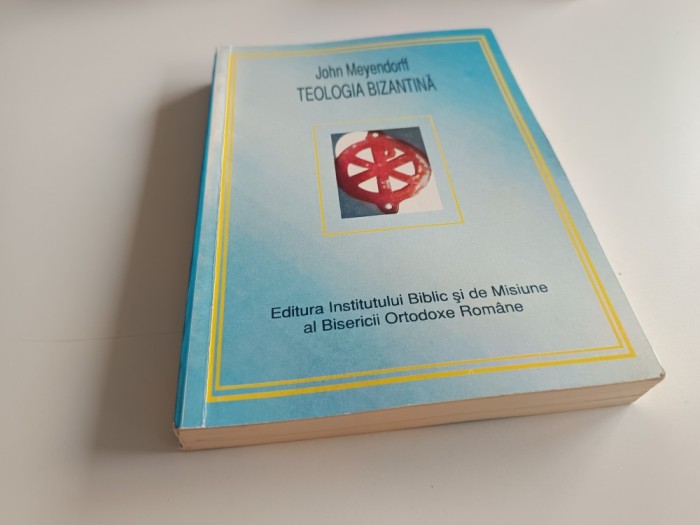 John Meyendorff
TEOLOGIA BIZANTINĂ
Editura Institutului Biblic şi de Misiune
al Bisericii Ortodoxe Române